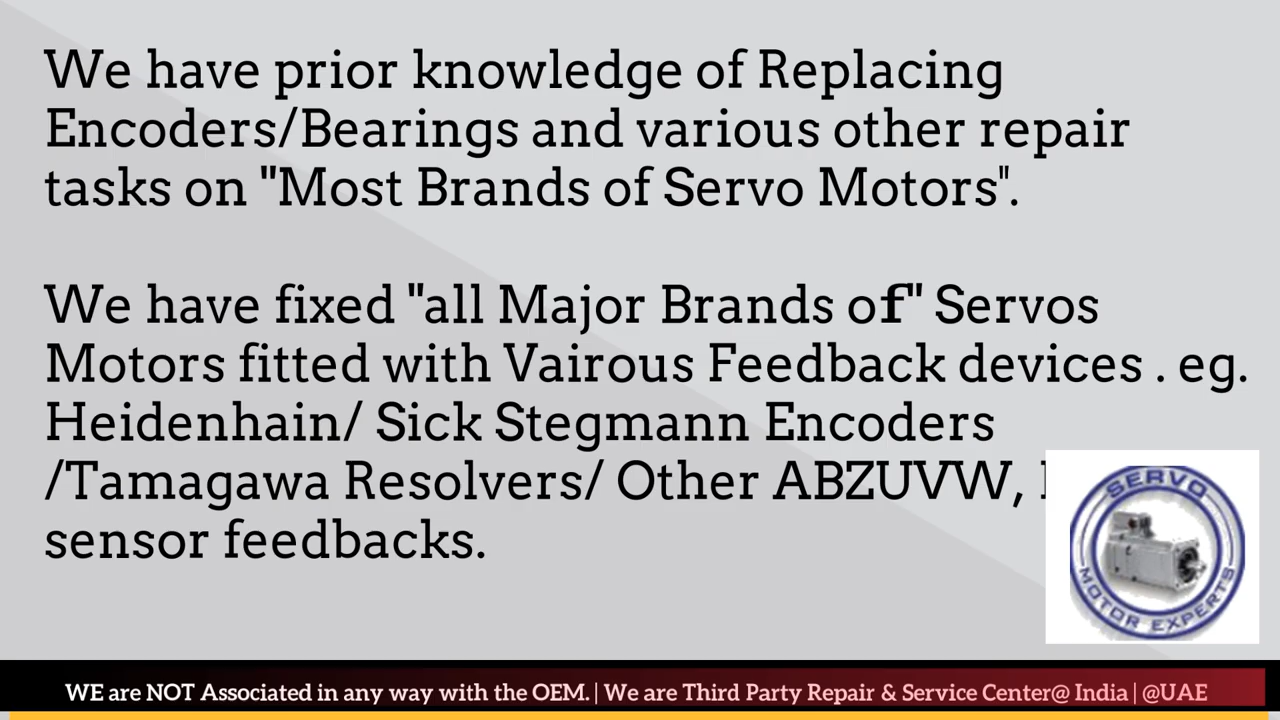 We have prior knowledge of Replacing
Encoders/Bearings and various other repair
tasks on "Most Brands of Servo Motors".
We have fixed "all Major Brands of" Servos
Motors fitted with Vairous Feedback devices . eg.
Heidenhain/ Sick Stegmann Encoders
/Tamagawa Resolvers/ Other ABZUVW,
sensor feedbacks.
SERVO
MOTOR EXPERTS
WE are NOT Associated in any way with the OEM. | We are Third Party Repair & Service Center@ India | @UAE